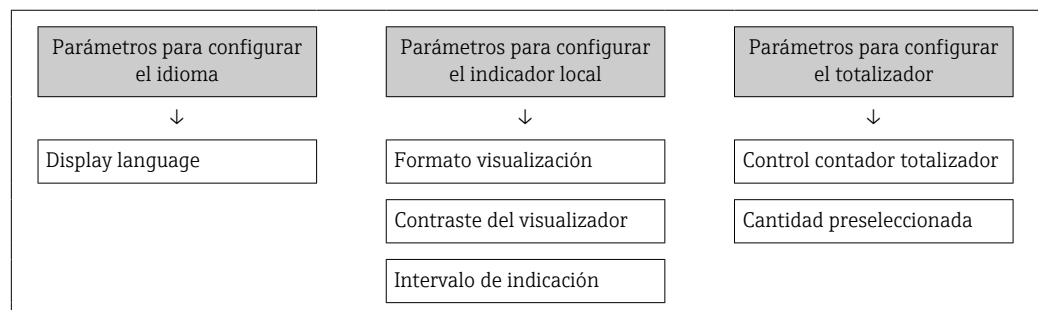 Parámetros para configurar
el idioma
↓
Display language
Parámetros para configurar
el indicador local
↓
Formato visualización
Contraste del visualizador
Intervalo de indicación
Parámetros para configurar
el totalizador
↓
Control contador totalizador
Cantidad preseleccionada